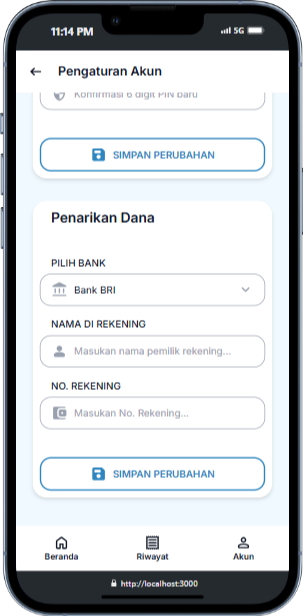 11:14 PM
5G
Pengaturan Akun
Konfirmasi 6 digit PIN baru
SIMPAN PERUBAHAN
Penarikan Dana
PILIH BANK
Bank BRI
NAMA DI REKENING
Masukan nama pemilik rekening...
NO. REKENING
Masukan No. Rekening...
SIMPAN PERUBAHAN
Beranda
Riwayat
Akun
http://localhost:3000